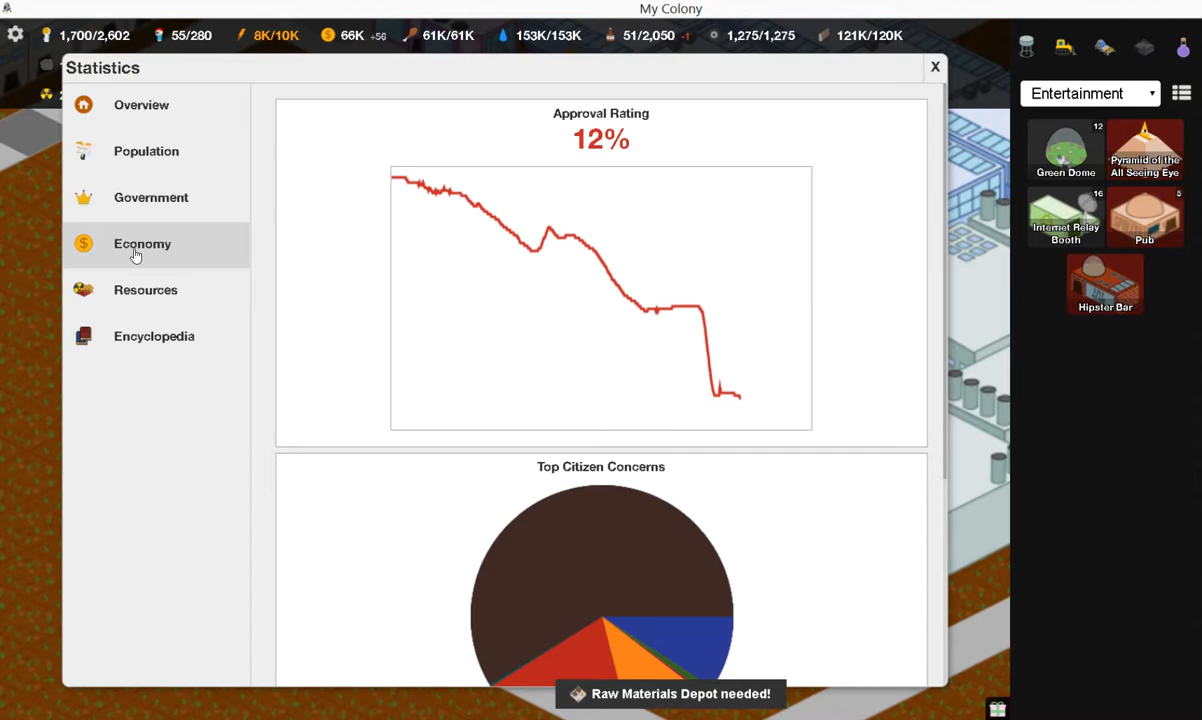 My Colony
1,700/2,602 55/280 8K/10K 66K +56 61K/61K 153K/153K 51/2,050 -1 1,275/1,275 121K/120K
Statistics X
Overview
Population
Government
Economy
Resources
Encyclopedia
Approval Rating
12%
Top Citizen Concerns
Raw Materials Depot needed!
Entertainment
12
Green Dome
Pyramid of the
All Seeing Eye
16
Internet Relay
Booth
5
Pub
Hipster Bar